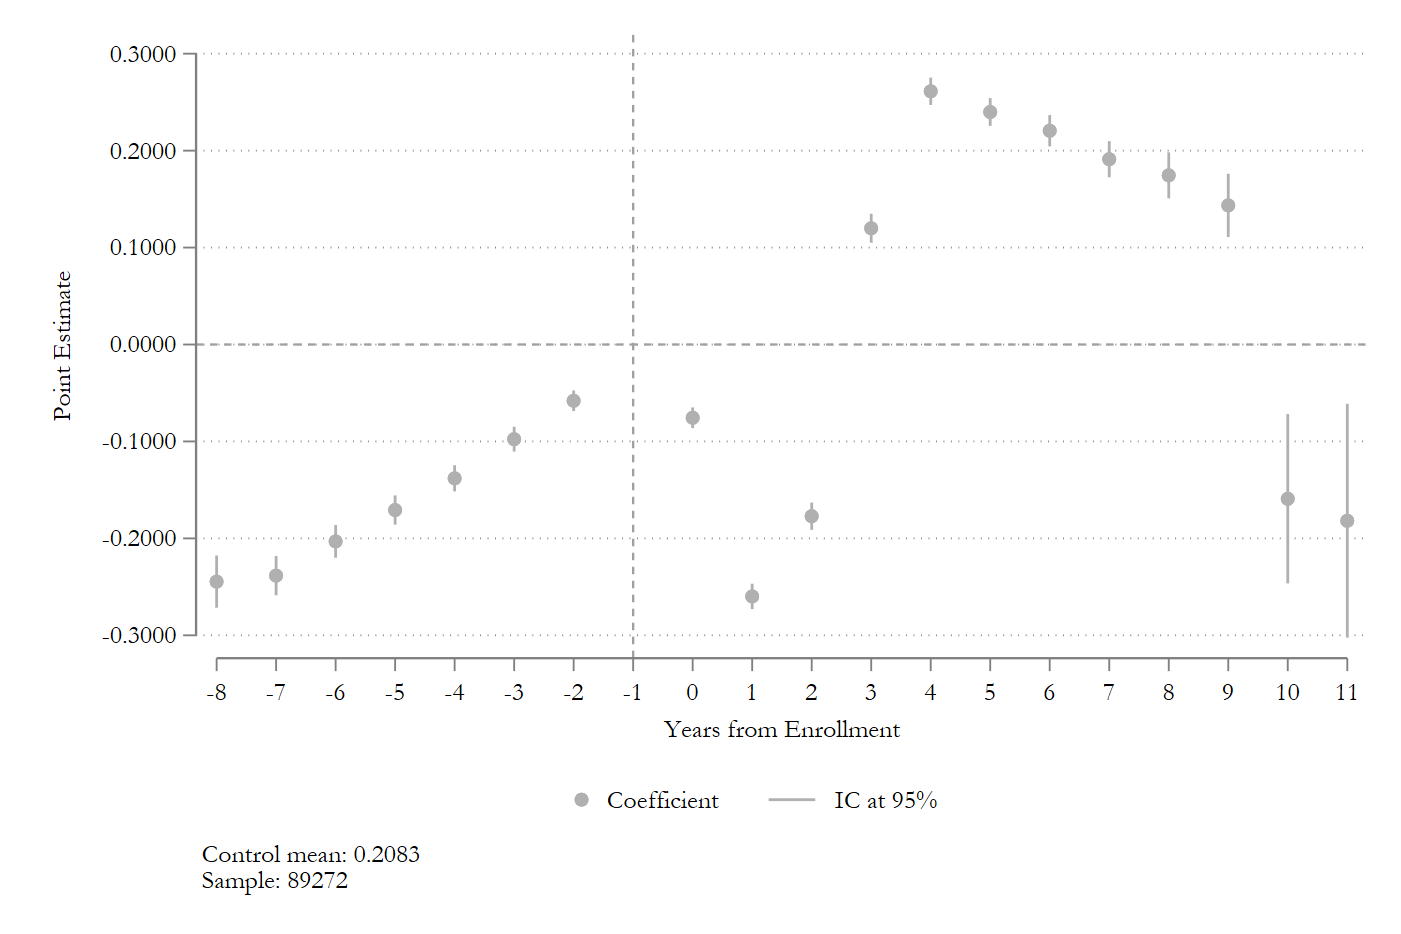 0.3000
0.2000
0.1000
0.0000
-0.1000
-0.2000
-0.3000
Point Estimate
-8 -7 -6 -5 -4 -3 -2 -1 0 1 2 3 4 5 6 7 8 9 10 11
Years from Enrollment
Coefficient IC at 95%
Control mean: 0.2083
Sample: 89272